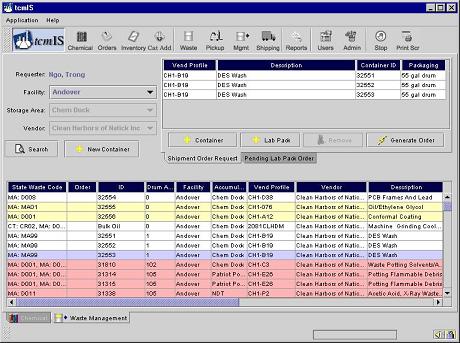 tcmIS
Application Help
tcmIS
Chemical Orders Inventory Cat Add. Waste Pickup Mgmt Shipping Reports Users Admin Stop Print Scr
Requester: Ngo, Trong
Facility: Andover
Storage Area: Chem Dock
Vendor: Clean Harbors of Natick Inc
Search New Container
Vend Profile Description Container ID Packaging
CH1-B19 DES Wash 32551 55 gal drum
CH1-B19 DES Wash 32552 55 gal drum
CH1-B19 DES Wash 32553 55 gal drum
Container Lab Pack Remove Generate Order
Shipment Order Request Pending Lab Pack Order
State Waste Code Order ID Drum A... Facility Accumul... Vend Profile Vendor Description
MA: D008 32554 0 Andover Chem Dock CH1-038 Clean Harbors of Natic... PCB Frames And Lead
MA: MA01 32555 0 Andover Chem Dock CH1-076 Clean Harbors of Natic... Oil/Ethylene Glycol
MA: D001 32556 0 Andover Chem Dock CH1-A12 Clean Harbors of Natic... Conformal Coating
CT: CR02, MA: DO... Bulk Oil 0 Andover Chem Dock 2081CLHDM Clean Harbors of Natic... Machine Grinding Cool...
MA: MA99 32551 1 Andover Chem Dock CH1-B19 Clean Harbors of Natic... DES Wash
MA: MA99 32552 1 Andover Chem Dock CH1-B19 Clean Harbors of Natic... DES Wash
MA: MA99 32553 1 Andover Chem Dock CH1-B19 Clean Harbors of Natic... DES Wash
MA: D001, MA: DO... 31810 102 Andover Chem Dock CH1-C3 Clean Harbors of Natic... Waste Potting Solvents/A...
MA: D001, MA: DO... 31314 105 Andover Patriot Po... CH1-E26 Clean Harbors of Natic... Potting Flammable Debris
MA: D001, MA: DO... 31315 105 Andover Patriot Po... CH1-E26 Clean Harbors of Natic... Potting Flammable Debris
MA: D011 31338 105 Andover NDT CH1-P2 Clean Harbors of Natic... Acetic Acid, X-Ray Waste...
Chemical Waste Management